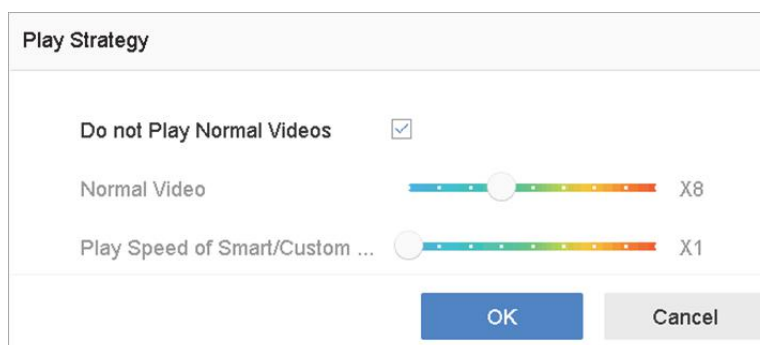 Play Strategy
Do not Play Normal Videos
Normal Video X8
Play Speed of Smart/Custom ... X1
OK Cancel